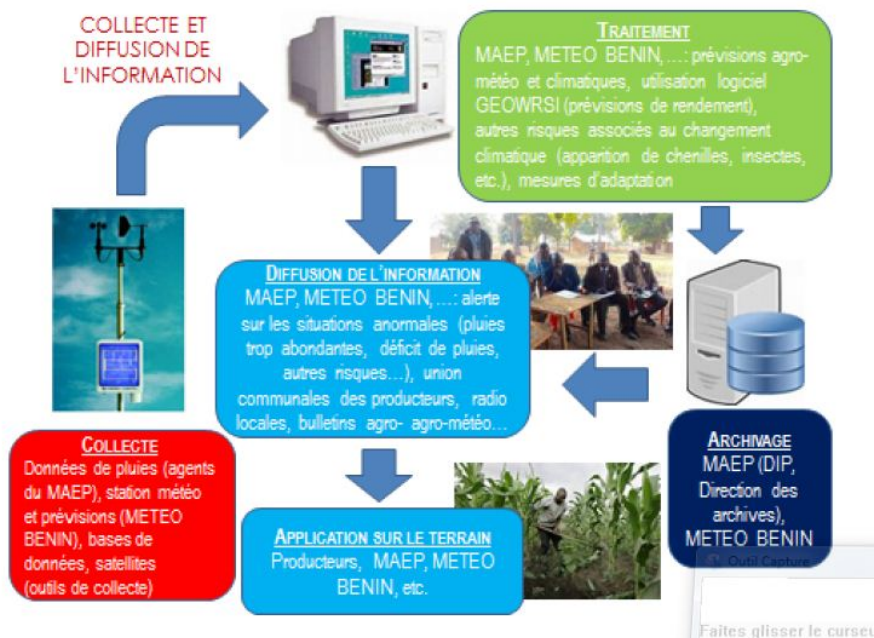 COLLECTE ET
DIFFUSION DE
L'INFORMATION
TRAITEMENT
MAEP, METEO BENIN, …: prévisions agro-
météo et climatiques, utilisation logiciel
GEOWRSI (prévisions de rendement),
autres risques associés au changement
climatique (apparition de chenilles, insectes,
etc.), mesures d'adaptation
DIFFUSION DE L'INFORMATION
MAEP, METEO BENIN, …: alerte
sur les situations anormales (pluies
trop abondantes, déficit de pluies,
autres risques…), union
communales des producteurs, radio
locales, bulletins agro- agro-météo…
COLLECTE
Données de pluies (agents
du MAEP), station météo
et prévisions (METEO
BENIN), bases de
données, satellites
(outils de collecte)
ARCHIVAGE
MAEP (DIP,
Direction des
archives),
METEO BENIN
APPLICATION SUR LE TERRAIN
Producteurs, MAEP, METEO
BENIN, etc.
Outil Capture
Faites glisser le curseu